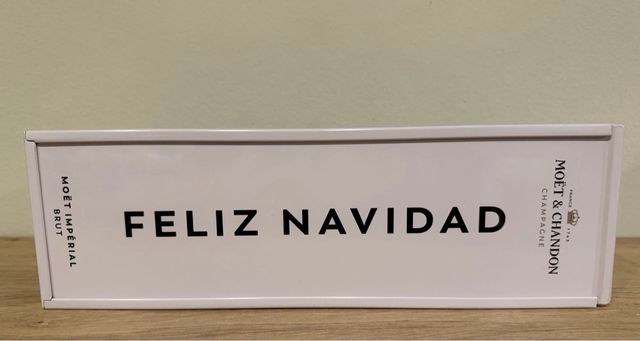 MOËT IMPÉRIAL
BRUT
FELIZ NAVIDAD
FRANCE 1743
MOËT & CHANDON
CHAMPAGNE